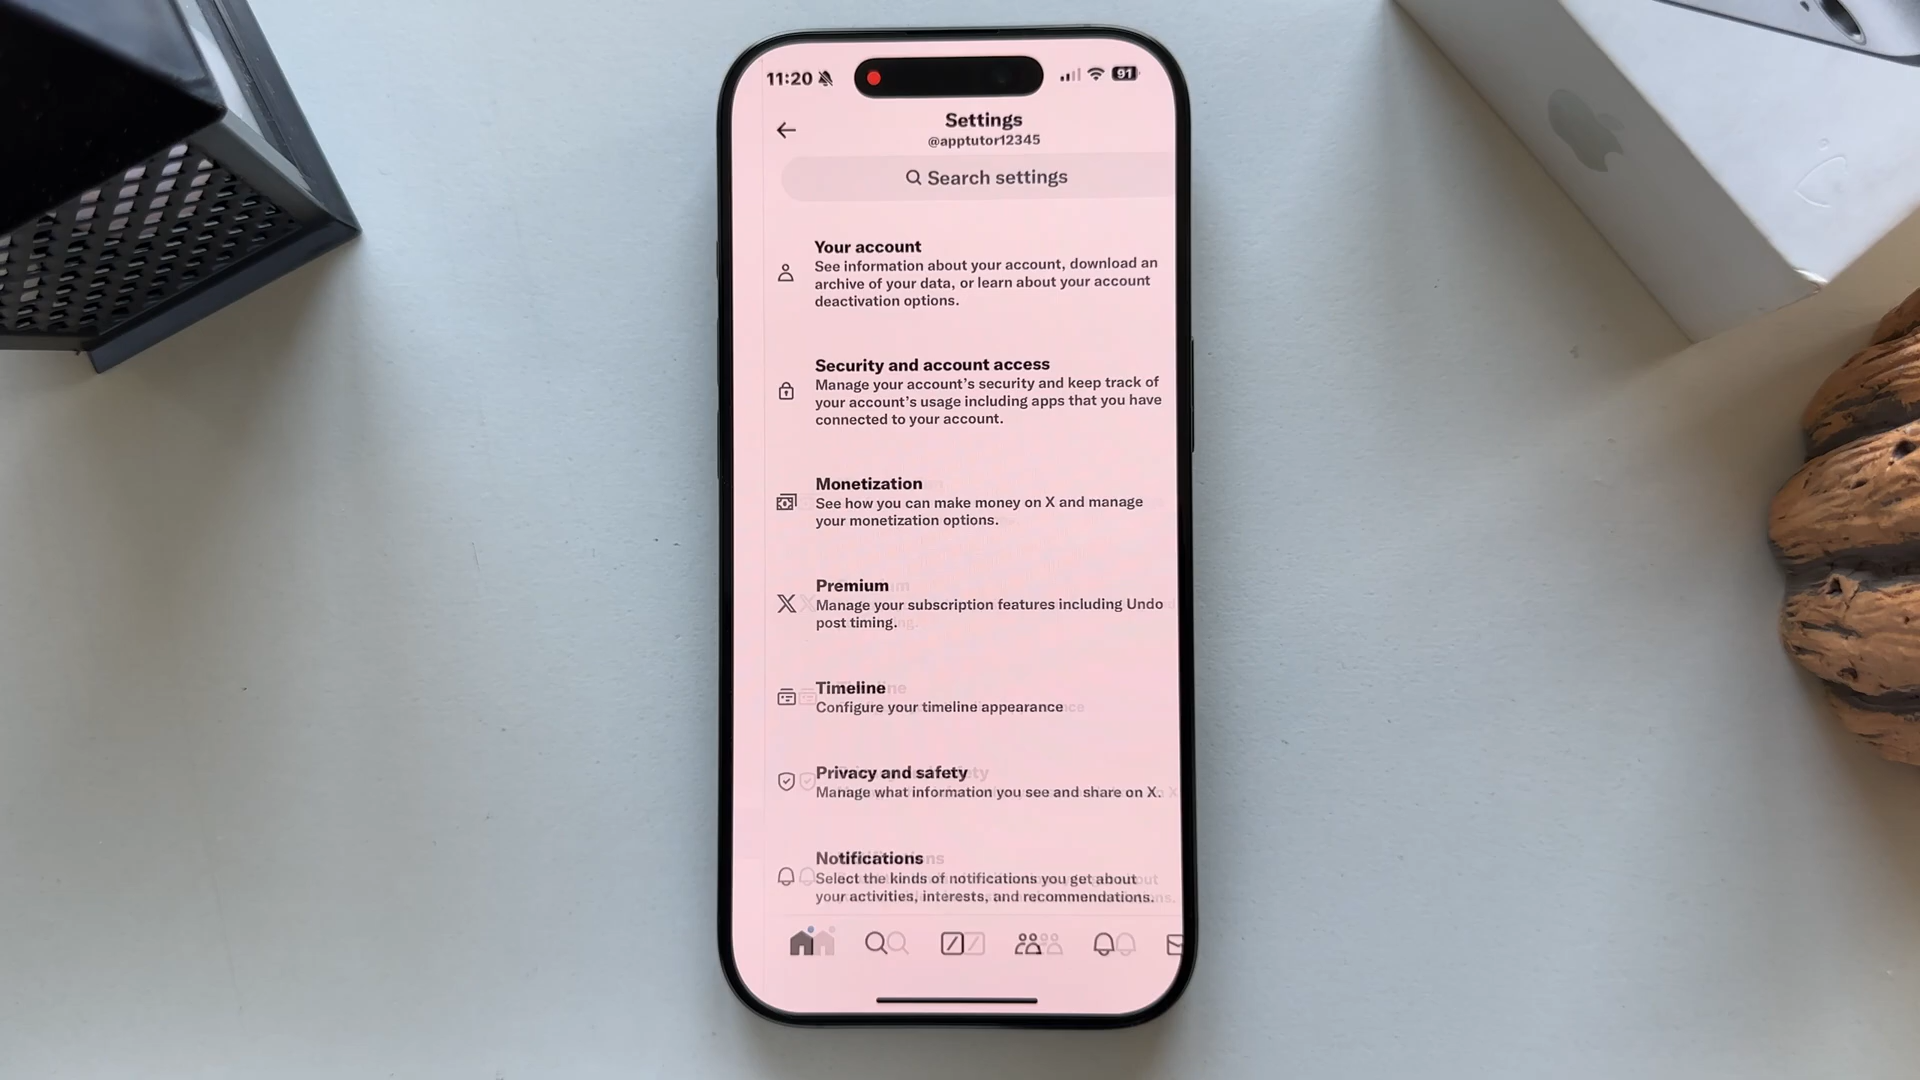 11:20
91
Settings
@apptutor12345
Search settings
Your account
See information about your account, download an
archive of your data, or learn about your account
deactivation options.
Security and account access
Manage your account’s security and keep track of
your account’s usage including apps that you have
connected to your account.
Monetization
See how you can make money on X and manage
your monetization options.
Premium
Manage your subscription features including Undo
post timing.
Timeline
Configure your timeline appearance
Privacy and safety
Manage what information you see and share on X.
Notifications
Select the kinds of notifications you get about
your activities, interests, and recommendations.